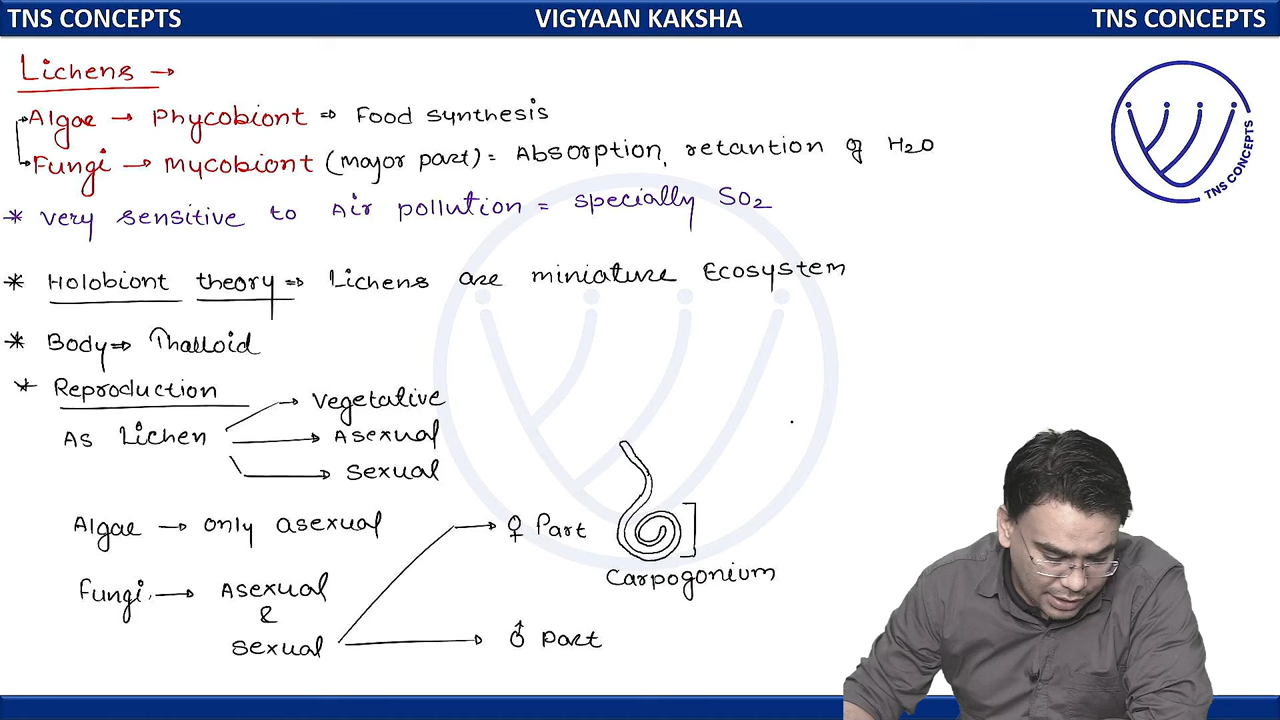 TNS CONCEPTS VIGYAAN KAKSHA TNS CONCEPTS
Lichens →
Algae → Phycobiont ⇒ Food synthesis
Fungi → Mycobiont (major part) = Absorption, retantion of H2O
* very sensitive to Air pollution = specially SO2
TNS CONCEPTS
* Holobiont theory ⇒ Lichens are miniature Ecosystem
* Body ⇒ Thalloid
* Reproduction
As Lichen → Vegetative
→ Asexual
→ Sexual
Algae → only asexual
→ ♀ Part
Carpogonium
Fungi → Asexual
&
sexual → ♂ part